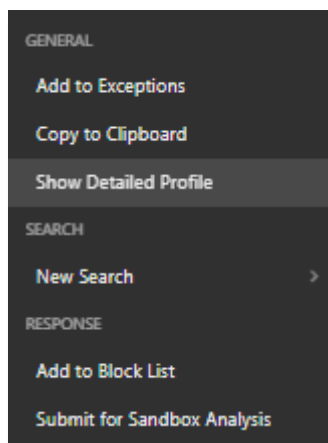 GENERAL
Add to Exceptions
Copy to Clipboard
Show Detailed Profile
SEARCH
New Search
RESPONSE
Add to Block List
Submit for Sandbox Analysis